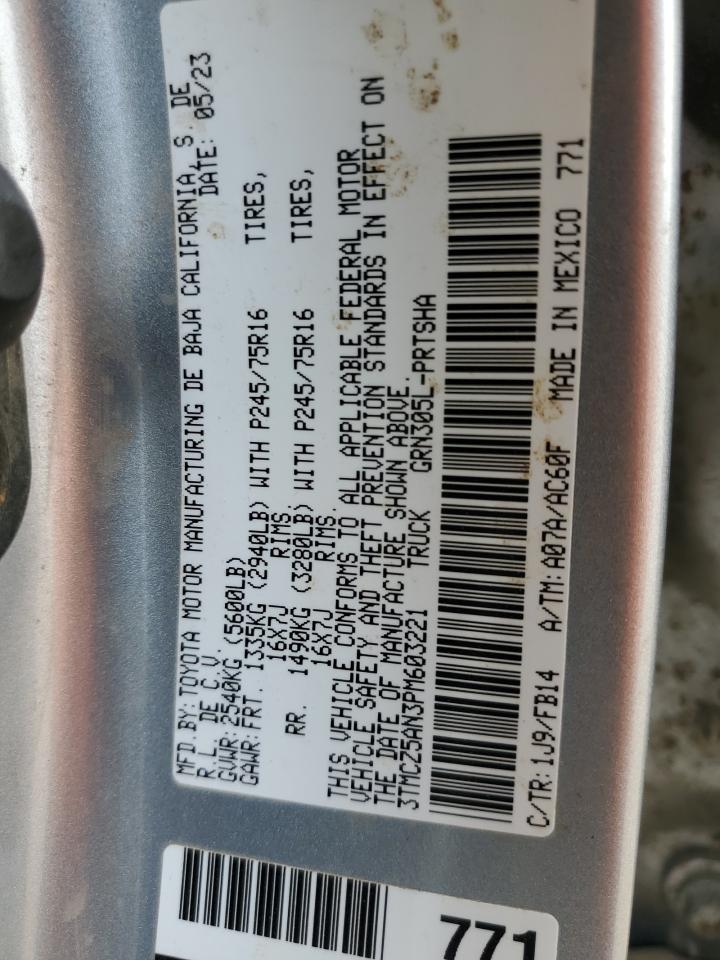 MFD.BY:TOYOTA MOTOR MANUFACTURING DE BAJA CALIFORNIA, S. DE
R.L. DE C.V. DATE: 05/23
GVWR:2540KG (5600LB)
GAWR:FRT. 1335KG (2940LB) WITH P245/75R16 TIRES,
16X7J RIMS.
RR. 1490KG (3280LB) WITH P245/75R16 TIRES,
16X7J RIMS.
THIS VEHICLE CONFORMS TO ALL APPLICABLE FEDERAL MOTOR
VEHICLE SAFETY AND THEFT PREVENTION STANDARDS IN EFFECT ON
THE DATE OF MANUFACTURE SHOWN ABOVE.
3TMCZ5AN3PM603221 TRUCK GRN305L-PRTSHA
C/TR:1J9/FB14 A/TM:A07A/AC60F MADE IN MEXICO 771
771